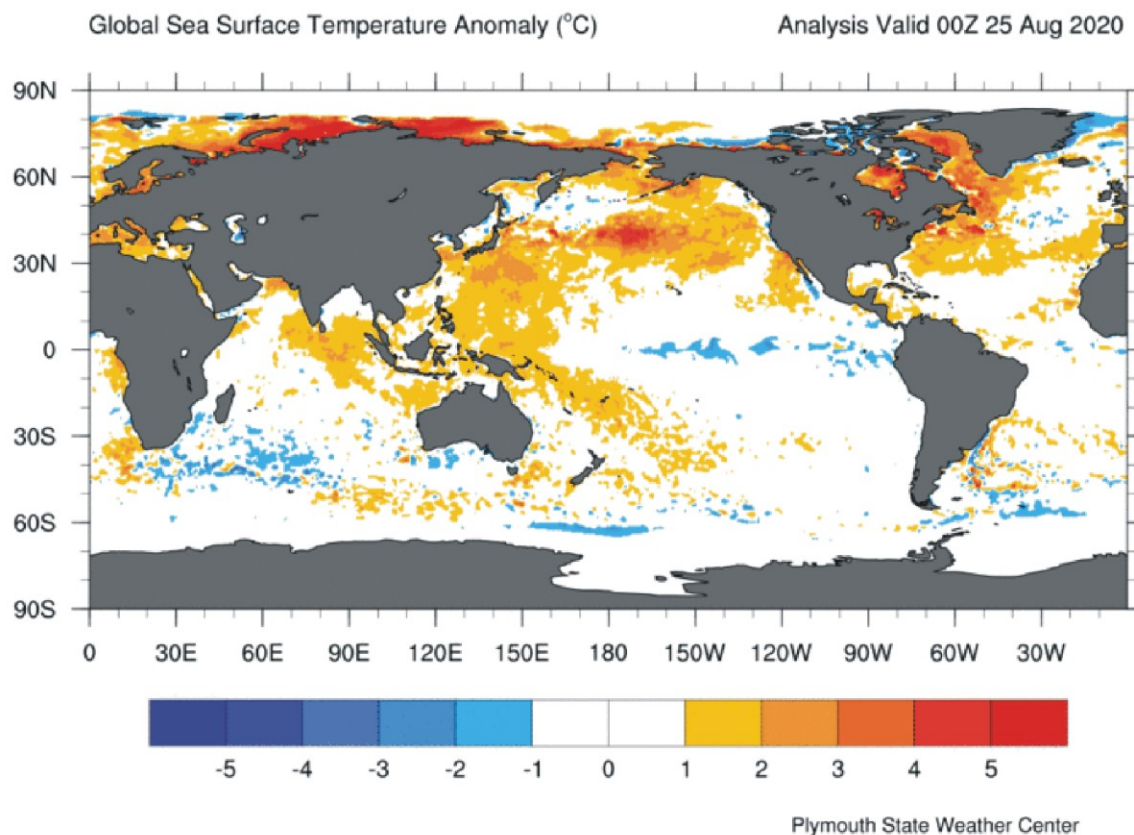 Global Sea Surface Temperature Anomaly (°C) Analysis Valid 00Z 25 Aug 2020
90N
60N
30N
0
30S
60S
90S
0 30E 60E 90E 120E 150E 180 150W 120W 90W 60W 30W
-5 -4 -3 -2 -1 0 1 2 3 4 5
Plymouth State Weather Center